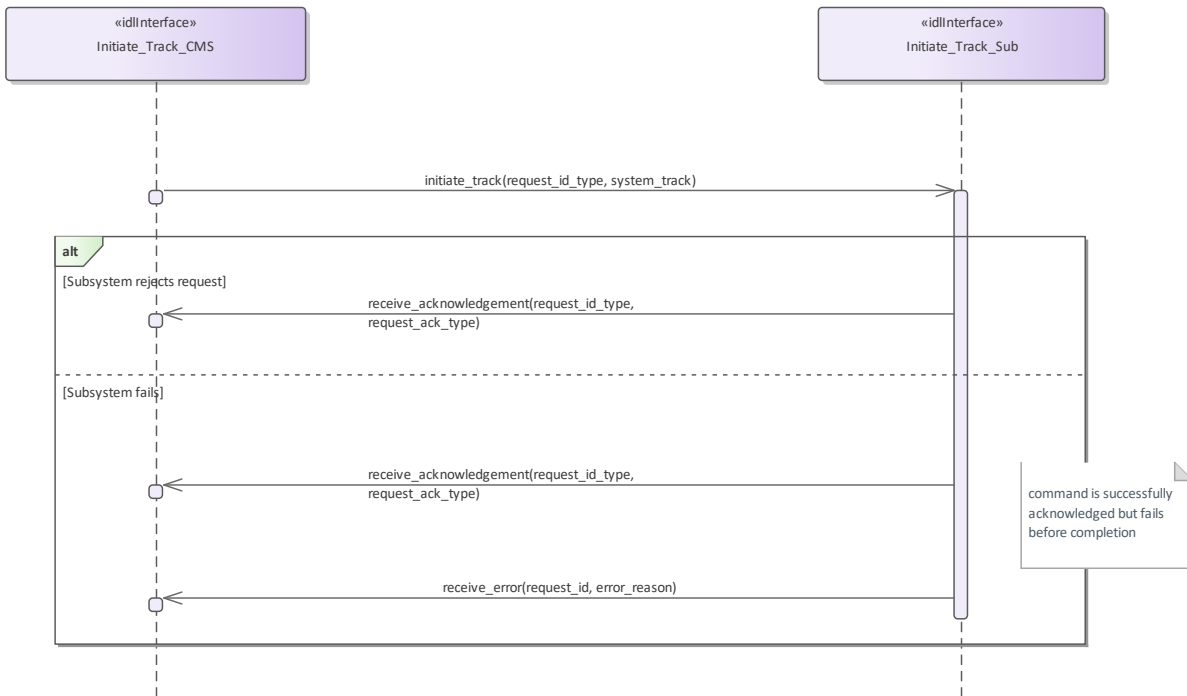 «idlInterface»
Initiate_Track_CMS
«idlInterface»
Initiate_Track_Sub
initiate_track(request_id_type, system_track)
alt
[Subsystem rejects request]
receive_acknowledgement(request_id_type,
request_ack_type)
[Subsystem fails]
receive_acknowledgement(request_id_type,
request_ack_type)
command is successfully
acknowledged but fails
before completion
receive_error(request_id, error_reason)